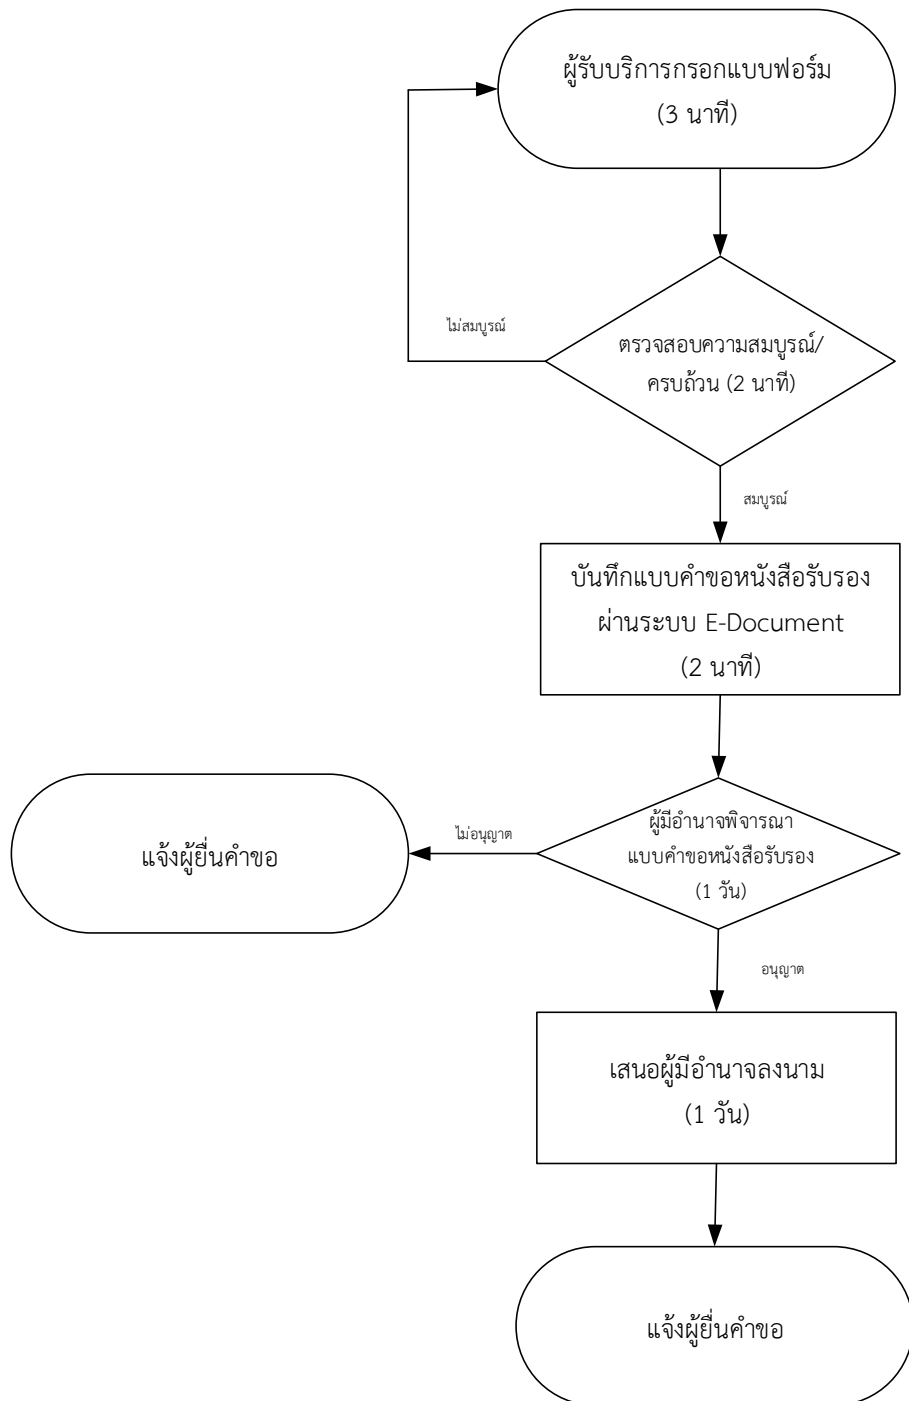 ผู้รับบริการกรอกแบบฟอร์ม
(3 นาที)
ไม่สมบูรณ์
ตรวจสอบความสมบูรณ์/
ครบถ้วน (2 นาที)
สมบูรณ์
บันทึกแบบคำขอหนังสือรับรอง
ผ่านระบบ E-Document
(2 นาที)
ผู้มีอำนาจพิจารณา
แบบคำขอหนังสือรับรอง
(1 วัน)
ไม่อนุญาต
แจ้งผู้ยื่นคำขอ
อนุญาต
เสนอผู้มีอำนาจลงนาม
(1 วัน)
แจ้งผู้ยื่นคำขอ